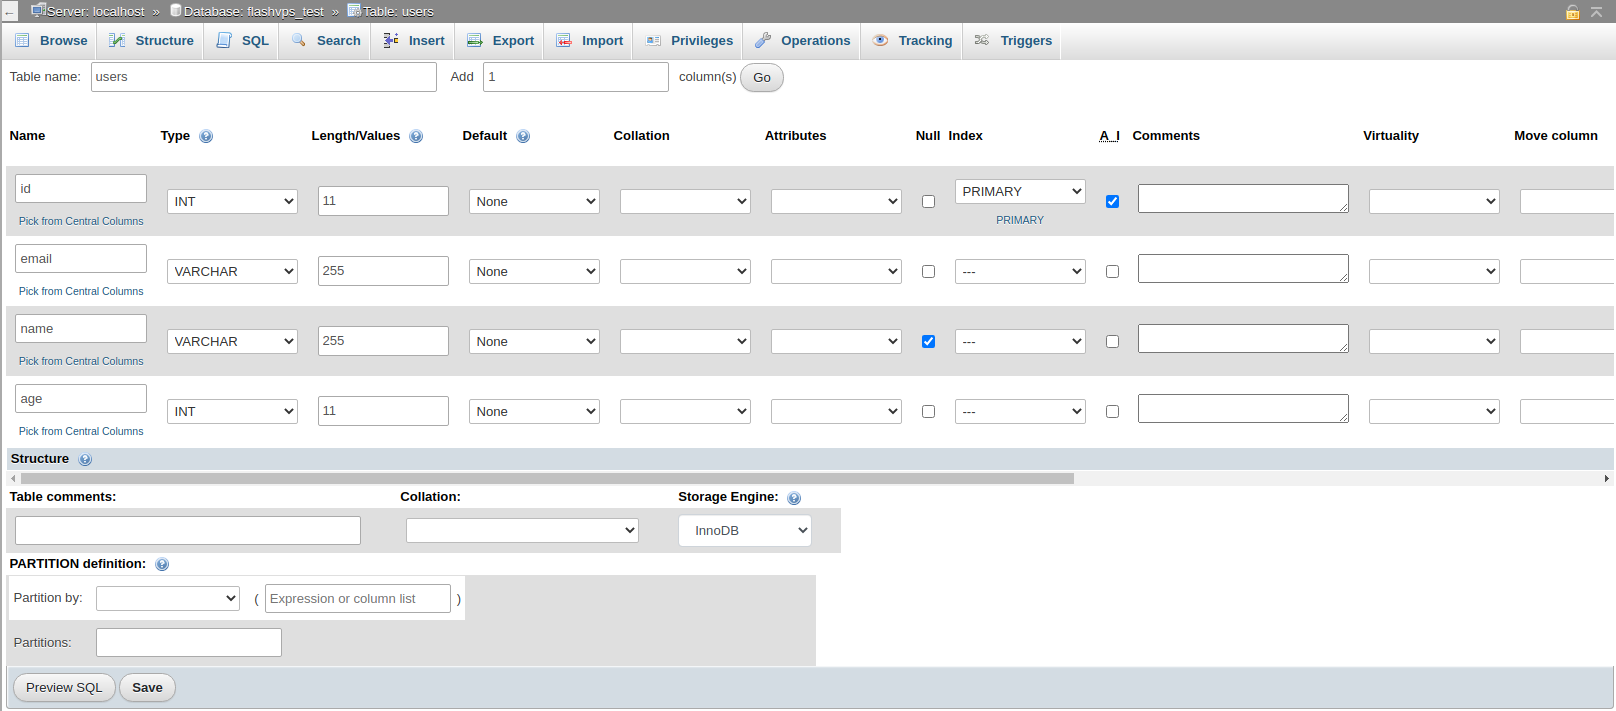 ← Server: localhost » Database: flashvps_test » Table: users
Browse Structure SQL Search Insert Export Import Privileges Operations Tracking Triggers
Table name: users Add 1 column(s) Go
Name Type Length/Values Default Collation Attributes Null Index A_I Comments Virtuality Move column
id INT 11 None PRIMARY
Pick from Central Columns PRIMARY
email VARCHAR 255 None ---
Pick from Central Columns
name VARCHAR 255 None ---
Pick from Central Columns
age INT 11 None ---
Pick from Central Columns
Structure
Table comments: Collation: Storage Engine:
InnoDB
PARTITION definition:
Partition by: ( Expression or column list )
Partitions:
Preview SQL Save